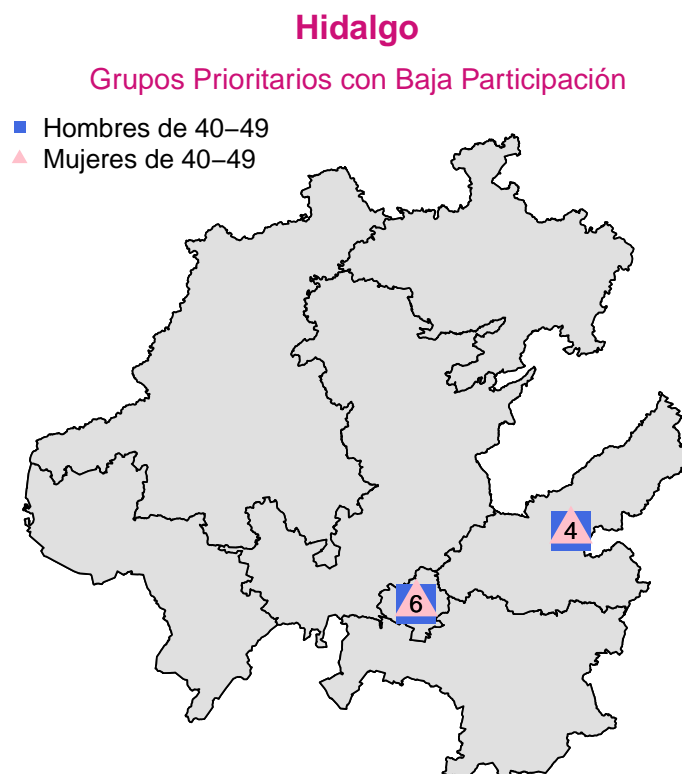 Hidalgo
Grupos Prioritarios con Baja Participación
Hombres de 40−49
Mujeres de 40−49
4
6